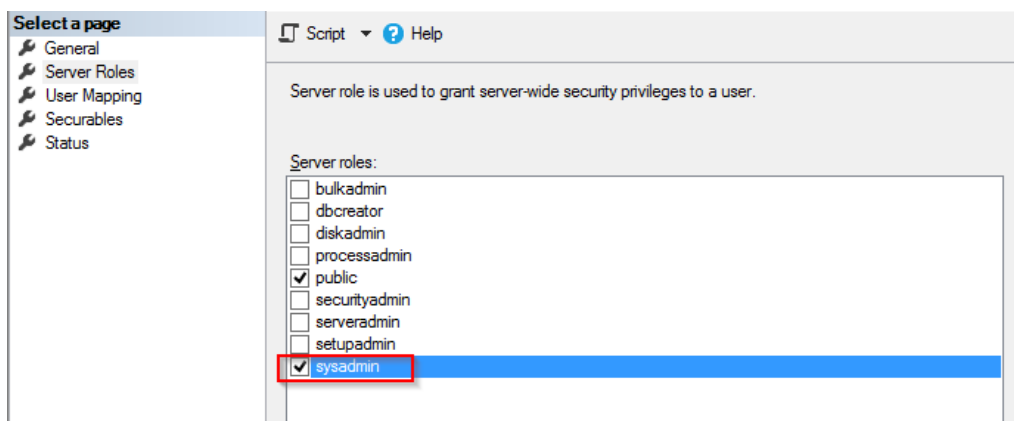 Select a page
General
Server Roles
User Mapping
Securables
Status
Script
Help
Server role is used to grant server-wide security privileges to a user.
Server roles:
bulkadmin
dbcreator
diskadmin
processadmin
public
securityadmin
serveradmin
setupadmin
sysadmin